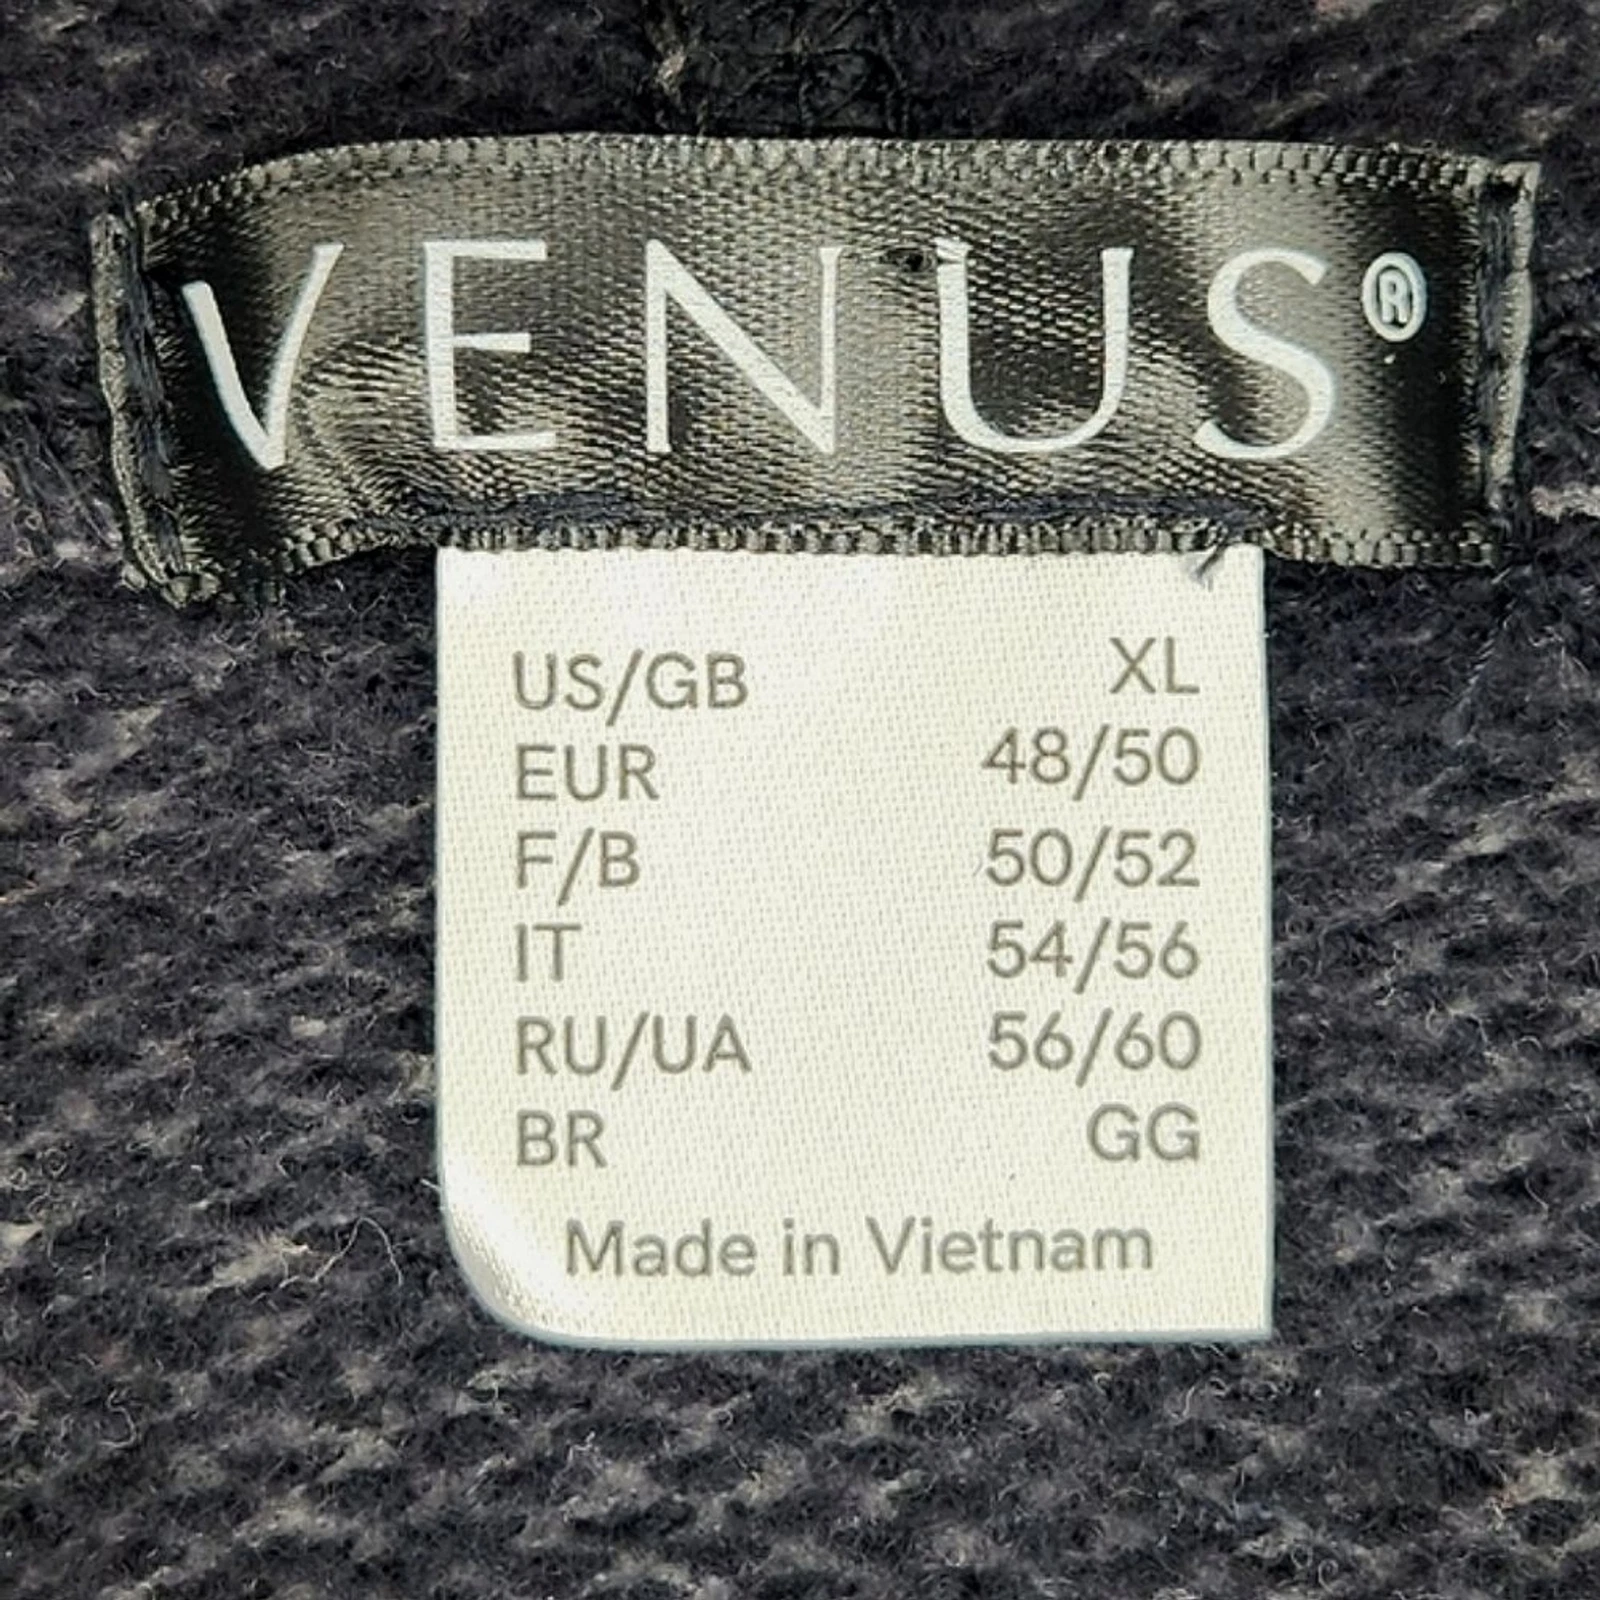 VENUS®
US/GB XL
EUR 48/50
F/B 50/52
IT 54/56
RU/UA 56/60
BR GG
Made in Vietnam